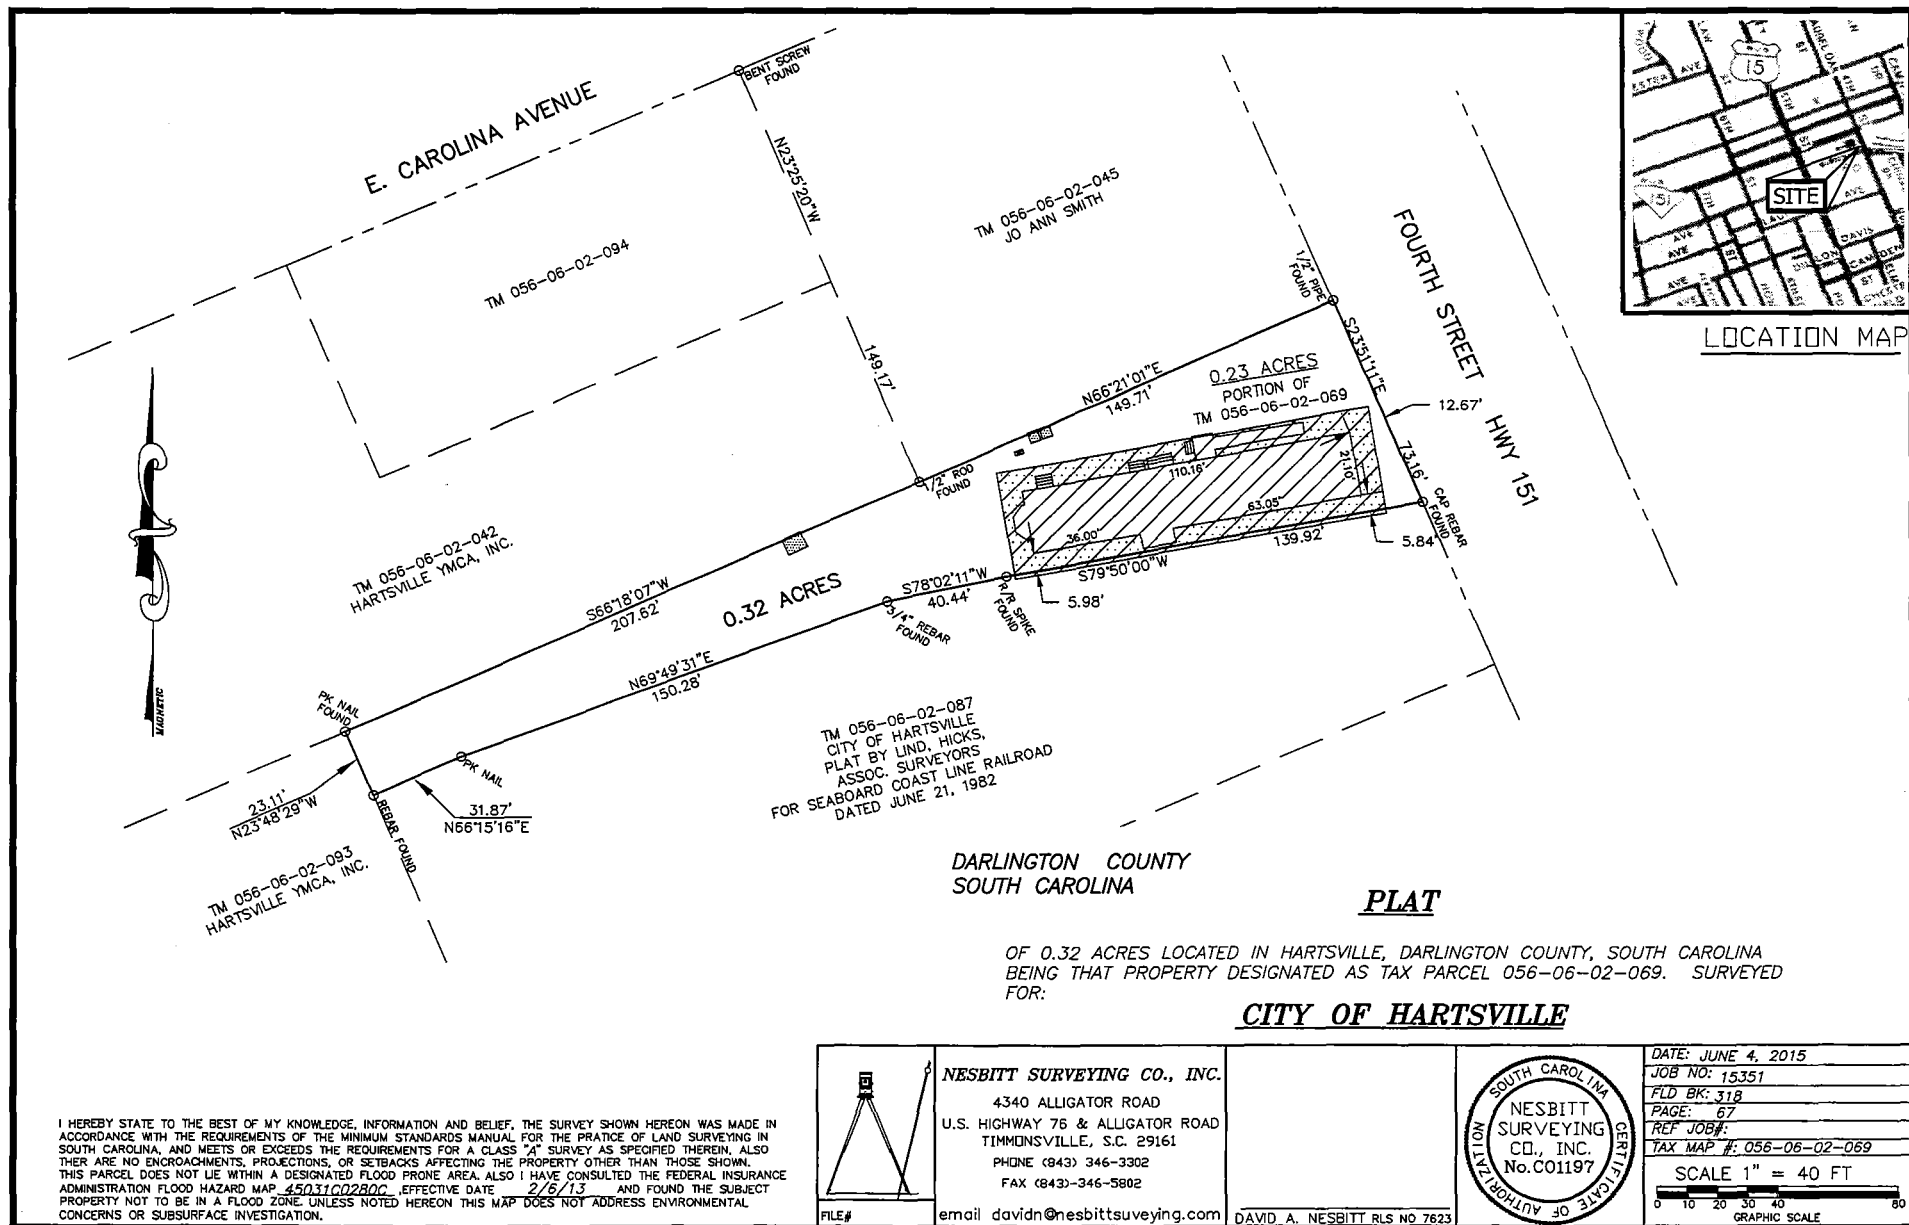 E. CAROLINA AVENUE
BENT SCREW
FOUND
N23°25'20"W
149.17'
TM 056-06-02-094
TM 056-06-02-045
JO ANN SMITH
1/2" PIPE
FOUND
FOURTH STREET HWY 151
15
151
SITE
DAVIS
AVE
LOCATION MAP
S23°51'11"E
73.16'
12.67'
N66°21'01"E
149.71'
0.23 ACRES
PORTION OF
TM 056-06-02-069
110.16'
21.10'
63.05'
36.00'
139.92'
S79°50'00"W
5.84'
5.98'
CAP REBAR
FOUND
1/2" ROD
FOUND
TM 056-06-02-042
HARTSVILLE YMCA, INC.
S66°18'07"W
207.62'
0.32 ACRES
S78°02'11"W
40.44'
R/R SPIKE
FOUND
3/4" REBAR
FOUND
N69°49'31"E
150.28'
MAGNETIC
PK NAIL
FOUND
PK NAIL
23.11'
N23°48'29"W
31.87'
N66°15'16"E
REBAR FOUND
TM 056-06-02-093
HARTSVILLE YMCA, INC.
TM 056-06-02-087
CITY OF HARTSVILLE
PLAT BY LIND, HICKS,
ASSOC. SURVEYORS
FOR SEABOARD COAST LINE RAILROAD
DATED JUNE 21, 1982
DARLINGTON COUNTY
SOUTH CAROLINA
PLAT
OF 0.32 ACRES LOCATED IN HARTSVILLE, DARLINGTON COUNTY, SOUTH CAROLINA
BEING THAT PROPERTY DESIGNATED AS TAX PARCEL 056-06-02-069. SURVEYED
FOR:
CITY OF HARTSVILLE
I HEREBY STATE TO THE BEST OF MY KNOWLEDGE, INFORMATION AND BELIEF, THE SURVEY SHOWN HEREON WAS MADE IN
ACCORDANCE WITH THE REQUIREMENTS OF THE MINIMUM STANDARDS MANUAL FOR THE PRATICE OF LAND SURVEYING IN
SOUTH CAROLINA, AND MEETS OR EXCEEDS THE REQUIREMENTS FOR A CLASS "A" SURVEY AS SPECIFIED THEREIN, ALSO
THER ARE NO ENCROACHMENTS, PROJECTIONS, OR SETBACKS AFFECTING THE PROPERTY OTHER THAN THOSE SHOWN.
THIS PARCEL DOES NOT LIE WITHIN A DESIGNATED FLOOD PRONE AREA. ALSO I HAVE CONSULTED THE FEDERAL INSURANCE
ADMINISTRATION FLOOD HAZARD MAP 45031C0280C ,EFFECTIVE DATE 2/6/13 AND FOUND THE SUBJECT
PROPERTY NOT TO BE IN A FLOOD ZONE. UNLESS NOTED HEREON THIS MAP DOES NOT ADDRESS ENVIRONMENTAL
CONCERNS OR SUBSURFACE INVESTIGATION.
FILE#
NESBITT SURVEYING CO., INC.
4340 ALLIGATOR ROAD
U.S. HIGHWAY 76 & ALLIGATOR ROAD
TIMMONSVILLE, S.C. 29161
PHONE (843) 346-3302
FAX (843)-346-5802
email davidn@nesbittsuveying.com
DAVID A. NESBITT RLS NO 7623
SOUTH CAROLINA
CERTIFICATE OF AUTHORIZATION
NESBITT
SURVEYING
CO., INC.
No.C01197
DATE: JUNE 4, 2015
JOB NO: 15351
FLD BK: 318
PAGE: 67
REF JOB#:
TAX MAP #: 056-06-02-069
SCALE 1" = 40 FT
0 10 20 30 40 80
GRAPHIC SCALE